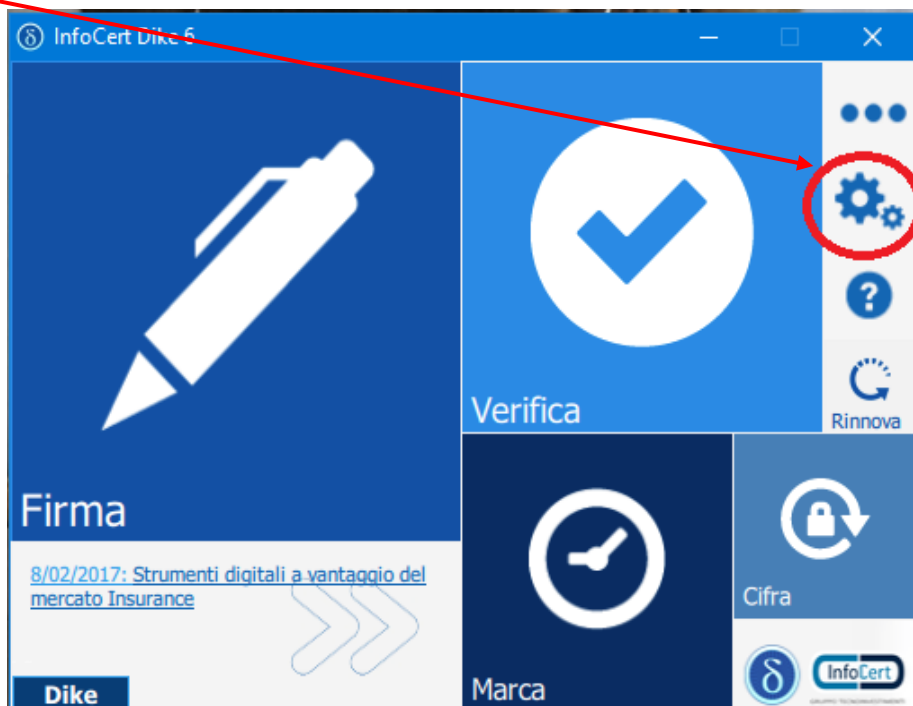 InfoCert Dike 6
Verifica
Rinnova
Firma
8/02/2017: Strumenti digitali a vantaggio del
mercato Insurance
Cifra
Marca
Dike
InfoCert